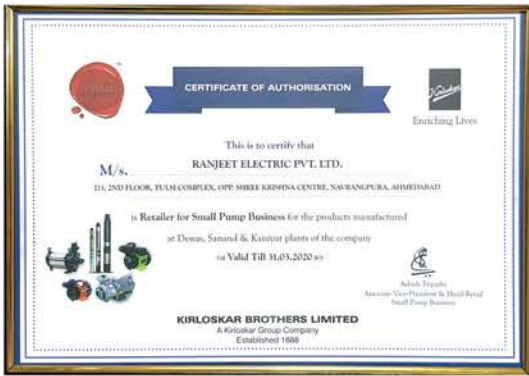 CERTIFICATE OF AUTHORISATION
Kirloskar
Enriching Lives
This is to certify that
M/s. RANJEET ELECTRIC PVT. LTD.
211, 2ND FLOOR, TULSI COMPLEX, OPP. SHREE KRISHNA CENTRE, NAVRANGPURA, AHMEDABAD
is Retailer for Small Pump Business for the products manufactured
at Dewas, Sanand & Kaniyur plants of the company
Valid Till 31.03.2020
Associate Vice-President & Head-Retail
Small Pump Business
KIRLOSKAR BROTHERS LIMITED
A Kirloskar Group Company
Established 1888